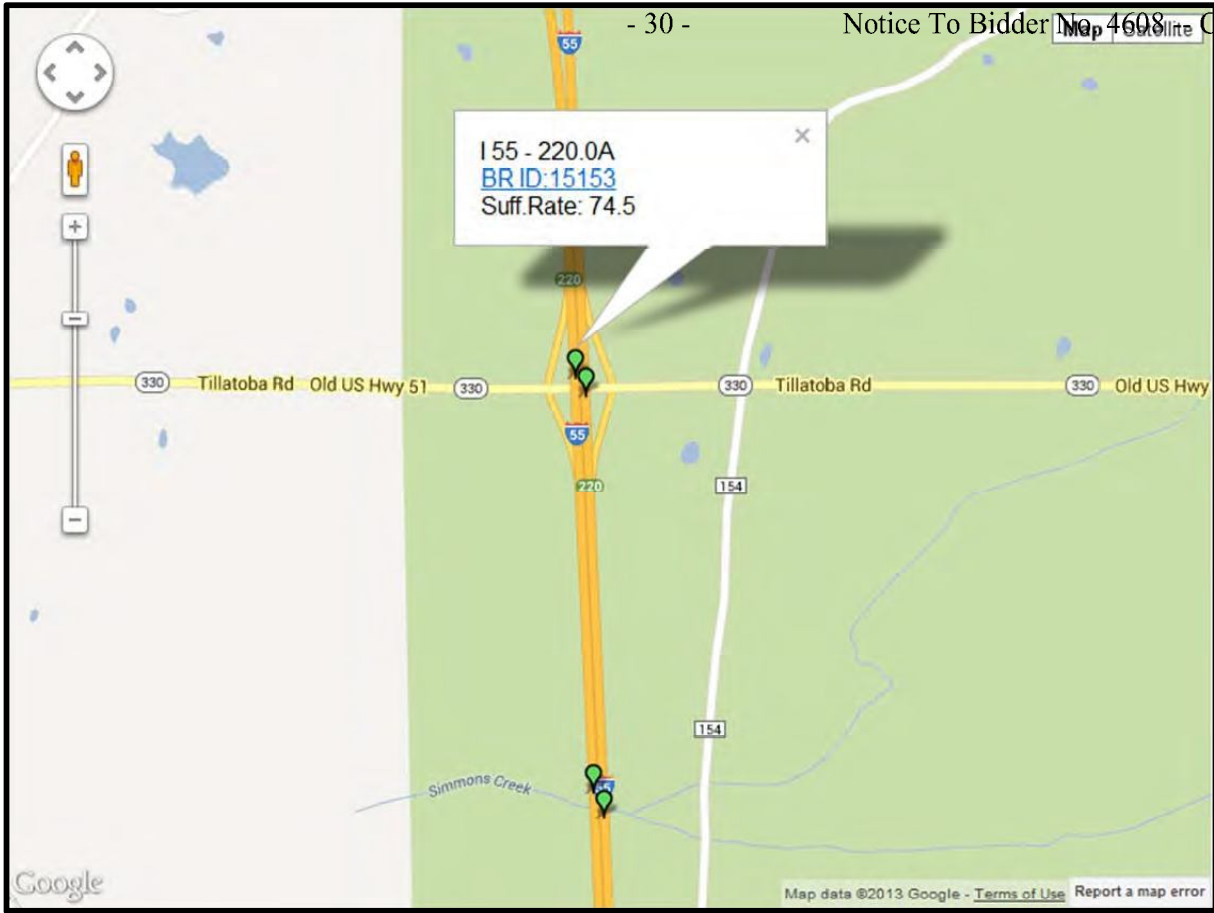 - 30 -
Notice To Bidder No. 4608 -- C
Map Satellite
55
I 55 - 220.0A
BR ID:15153
Suff.Rate: 74.5
220
330 Tillatoba Rd Old US Hwy 51 330 330 Tillatoba Rd 330 Old US Hwy
55
220
154
154
55
Simmons Creek
Google
Map data ©2013 Google - Terms of Use Report a map error